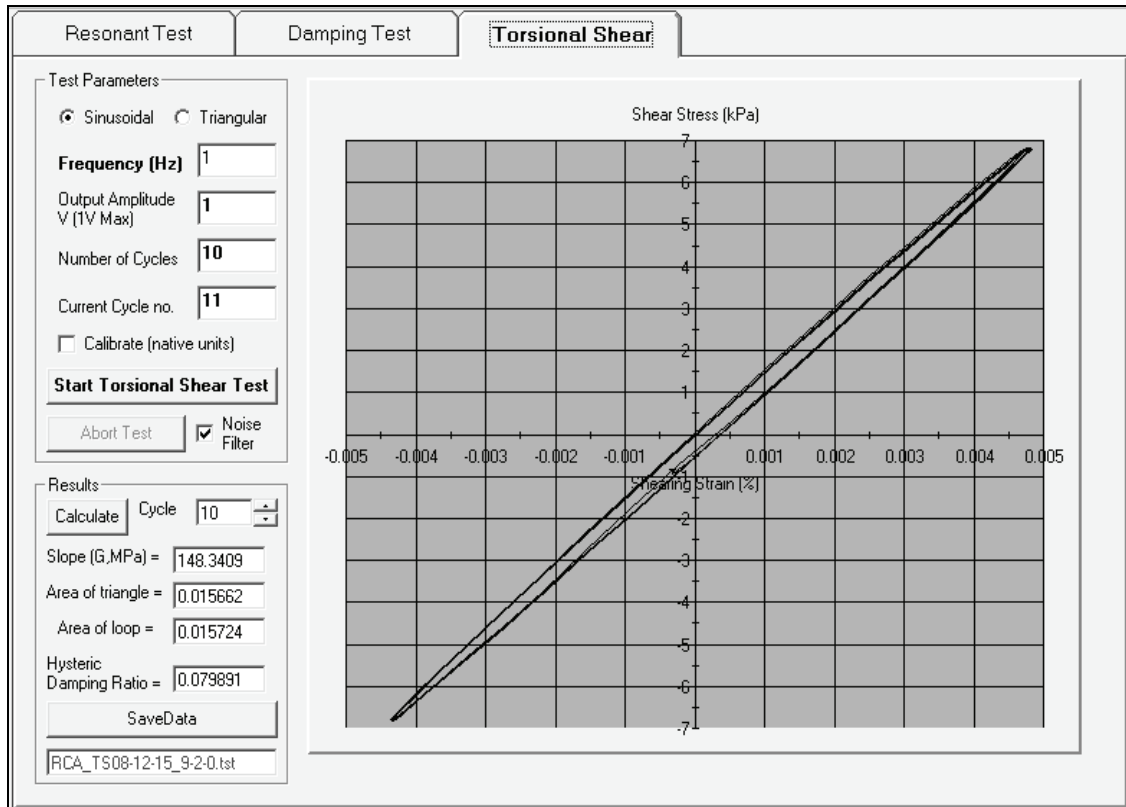 Resonant Test
Damping Test
Torsional Shear
Test Parameters
Sinusoidal
Triangular
Frequency (Hz)
1
Output Amplitude
V (1V Max)
1
Number of Cycles
10
Current Cycle no.
11
Calibrate (native units)
Start Torsional Shear Test
Abort Test
Noise
Filter
Results
Calculate
Cycle
10
Slope (G,MPa) =
148.3409
Area of triangle =
0.015662
Area of loop =
0.015724
Hysteric
Damping Ratio =
0.079891
SaveData
RCA_TS08-12-15_9-2-0.tst
Shear Stress (kPa)
7
6
5
4
3
2
1
-0.005 -0.004 -0.003 -0.002 -0.001 0.001 0.002 0.003 0.004 0.005
-1
Shearing Strain (%)
-2
-3
-4
-5
-6
-7